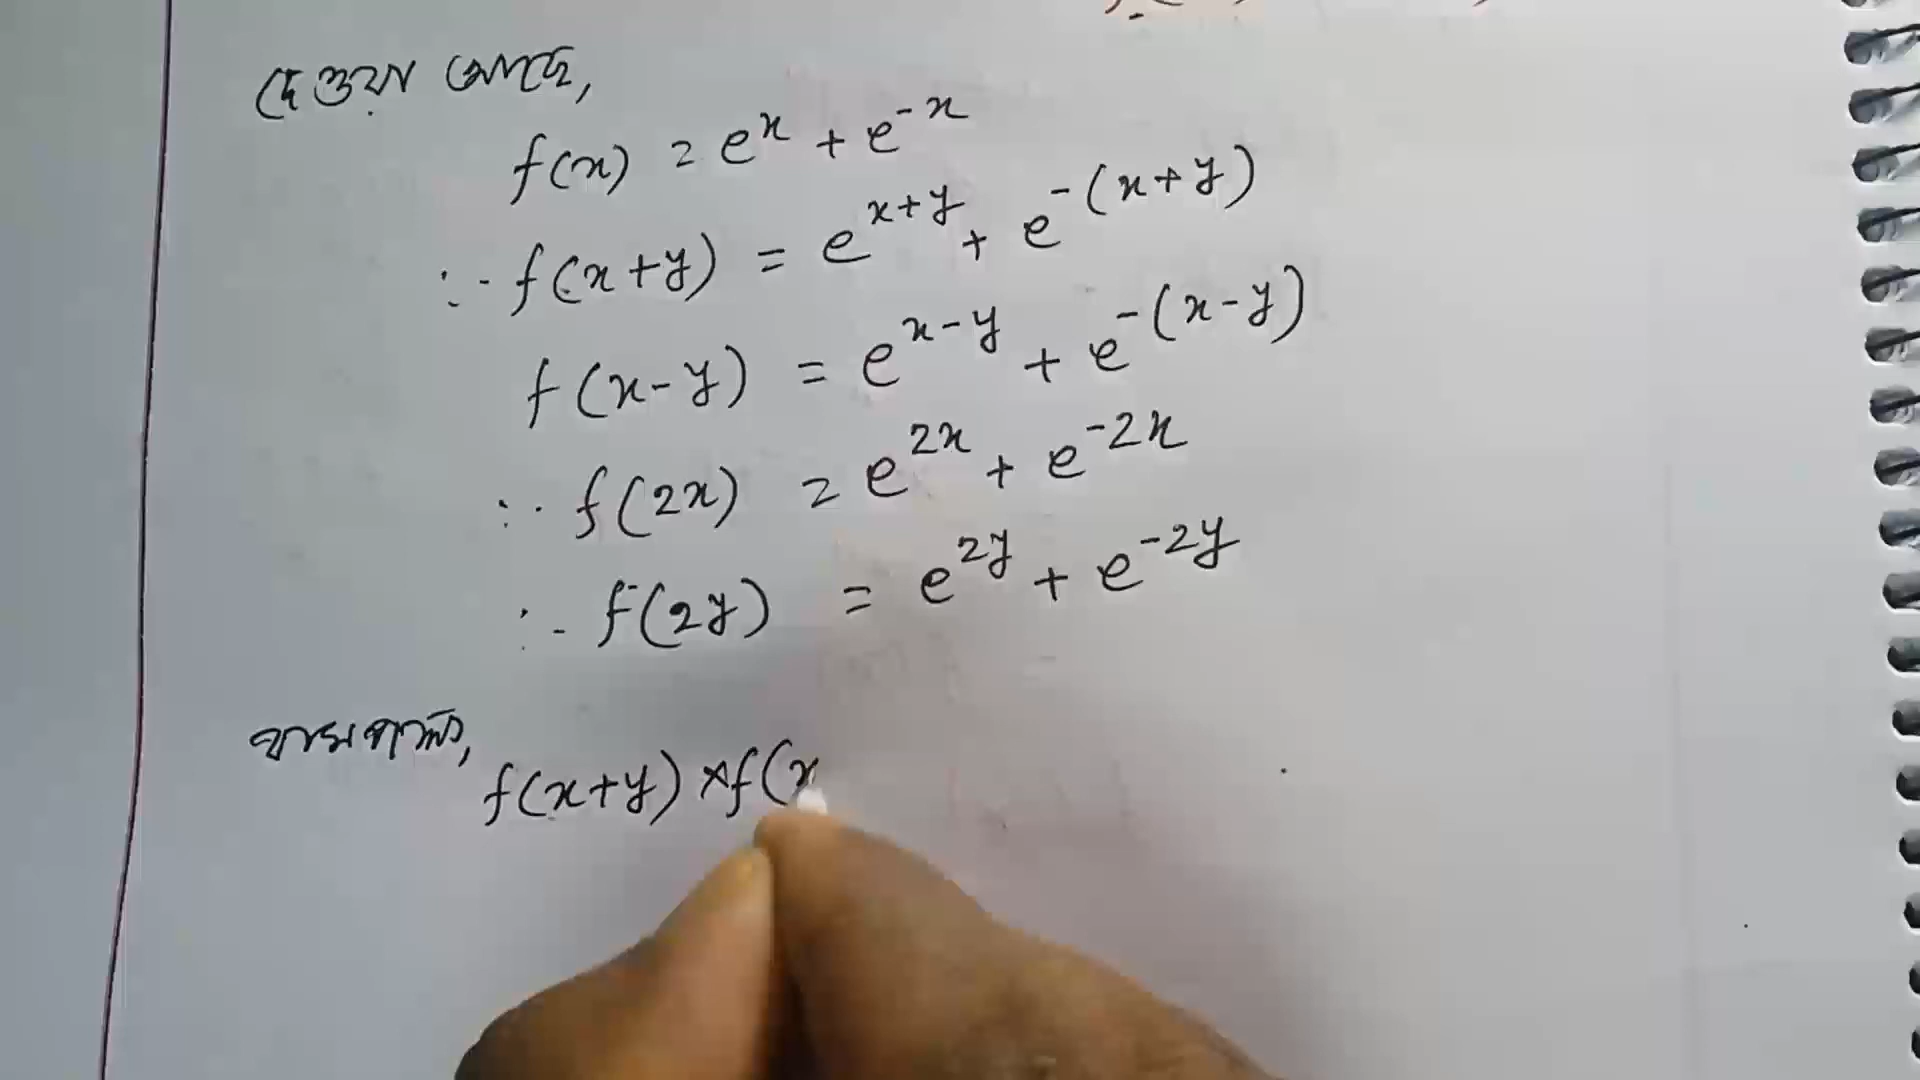 দেওয়া আছে,
f(x) = e^x + e^-x
∴ f(x+y) = e^x+y + e^-(x+y)
f(x-y) = e^x-y + e^-(x-y)
∴ f(2x) = e^2x + e^-2x
∴ f(2y) = e^2y + e^-2y
বামপক্ষ,
f(x+y) × f(x